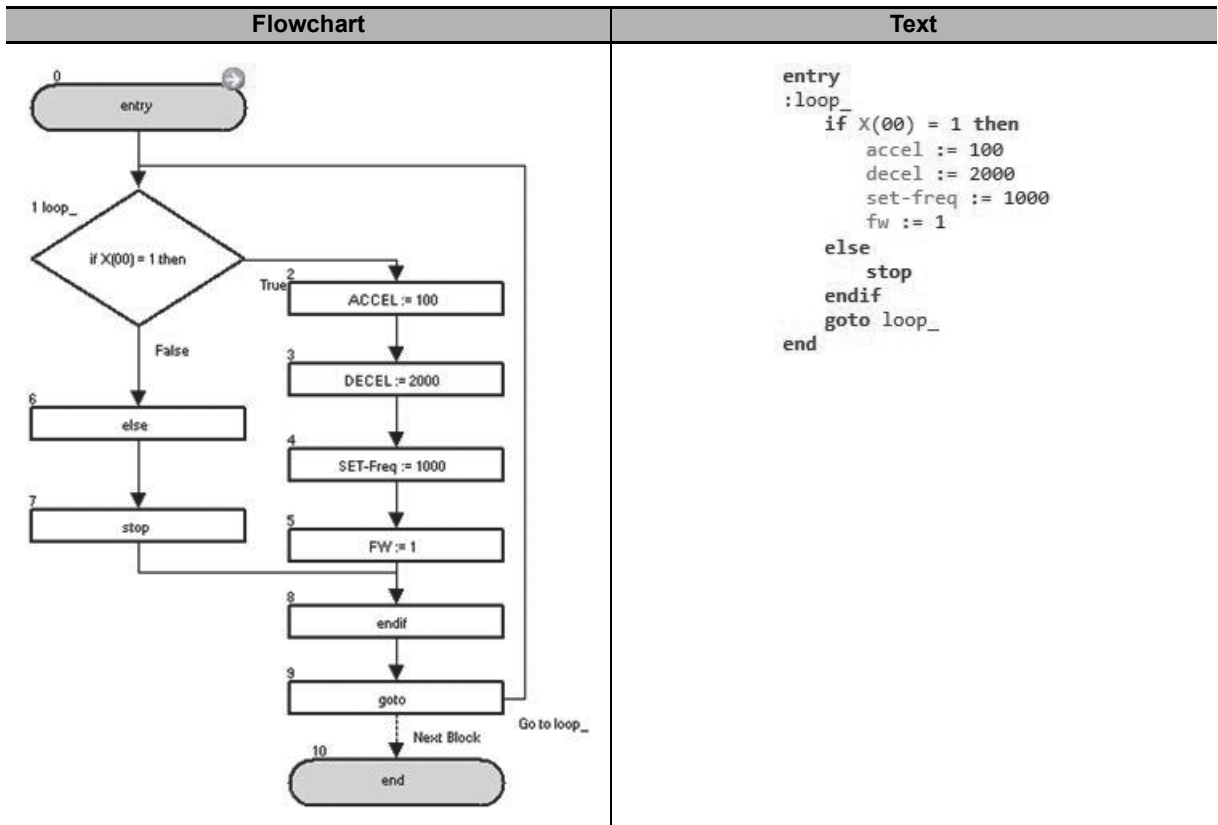 Flowchart
Text
0
entry
1 loop_
if X(00) = 1 then
True
2
ACCEL := 100
False
3
DECEL := 2000
6
else
4
SET-Freq := 1000
7
stop
5
FW := 1
8
endif
9
goto
Go to loop_
Next Block
10
end
entry
:loop_
if X(00) = 1 then
accel := 100
decel := 2000
set-freq := 1000
fw := 1
else
stop
endif
goto loop_
end